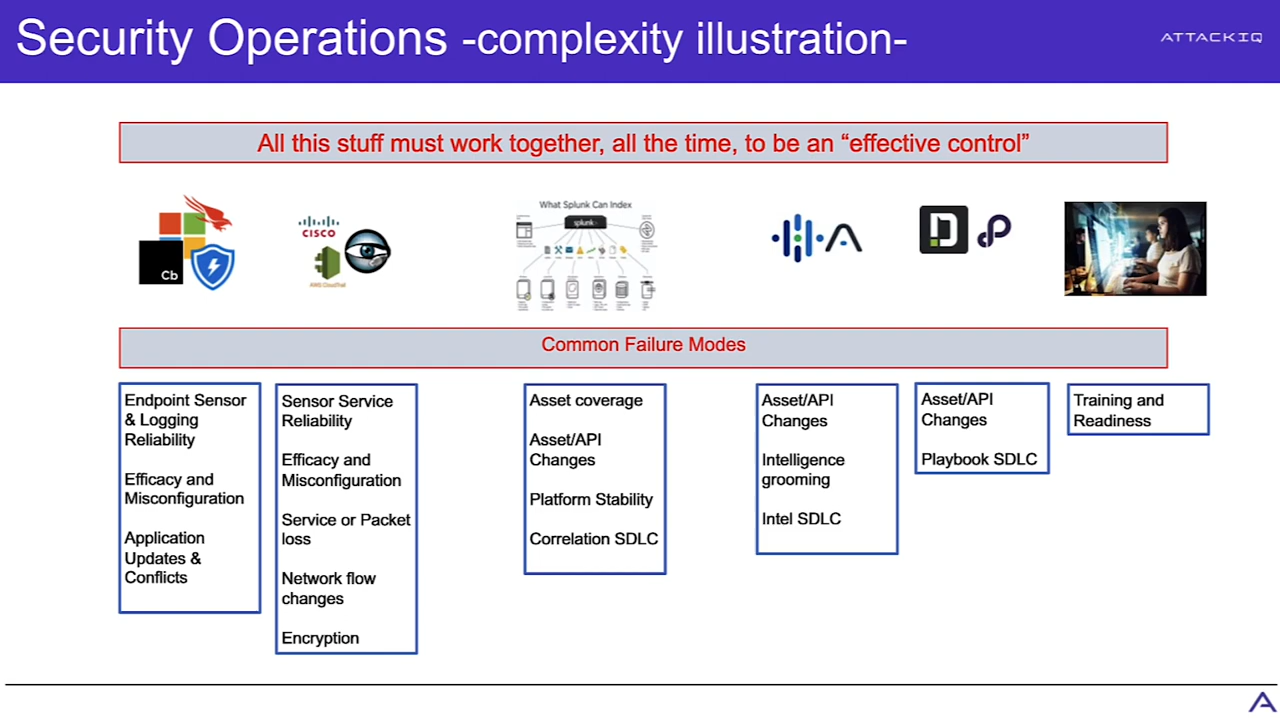 Security Operations -complexity illustration-
ATTACKIQ
All this stuff must work together, all the time, to be an “effective control”
Cb
CISCO
AWS CloudTrail
What Splunk Can Index
splunk>
Common Failure Modes
Endpoint Sensor
& Logging
Reliability
Efficacy and
Misconfiguration
Application
Updates &
Conflicts
Sensor Service
Reliability
Efficacy and
Misconfiguration
Service or Packet
loss
Network flow
changes
Encryption
Asset coverage
Asset/API
Changes
Platform Stability
Correlation SDLC
Asset/API
Changes
Intelligence
grooming
Intel SDLC
Asset/API
Changes
Playbook SDLC
Training and
Readiness